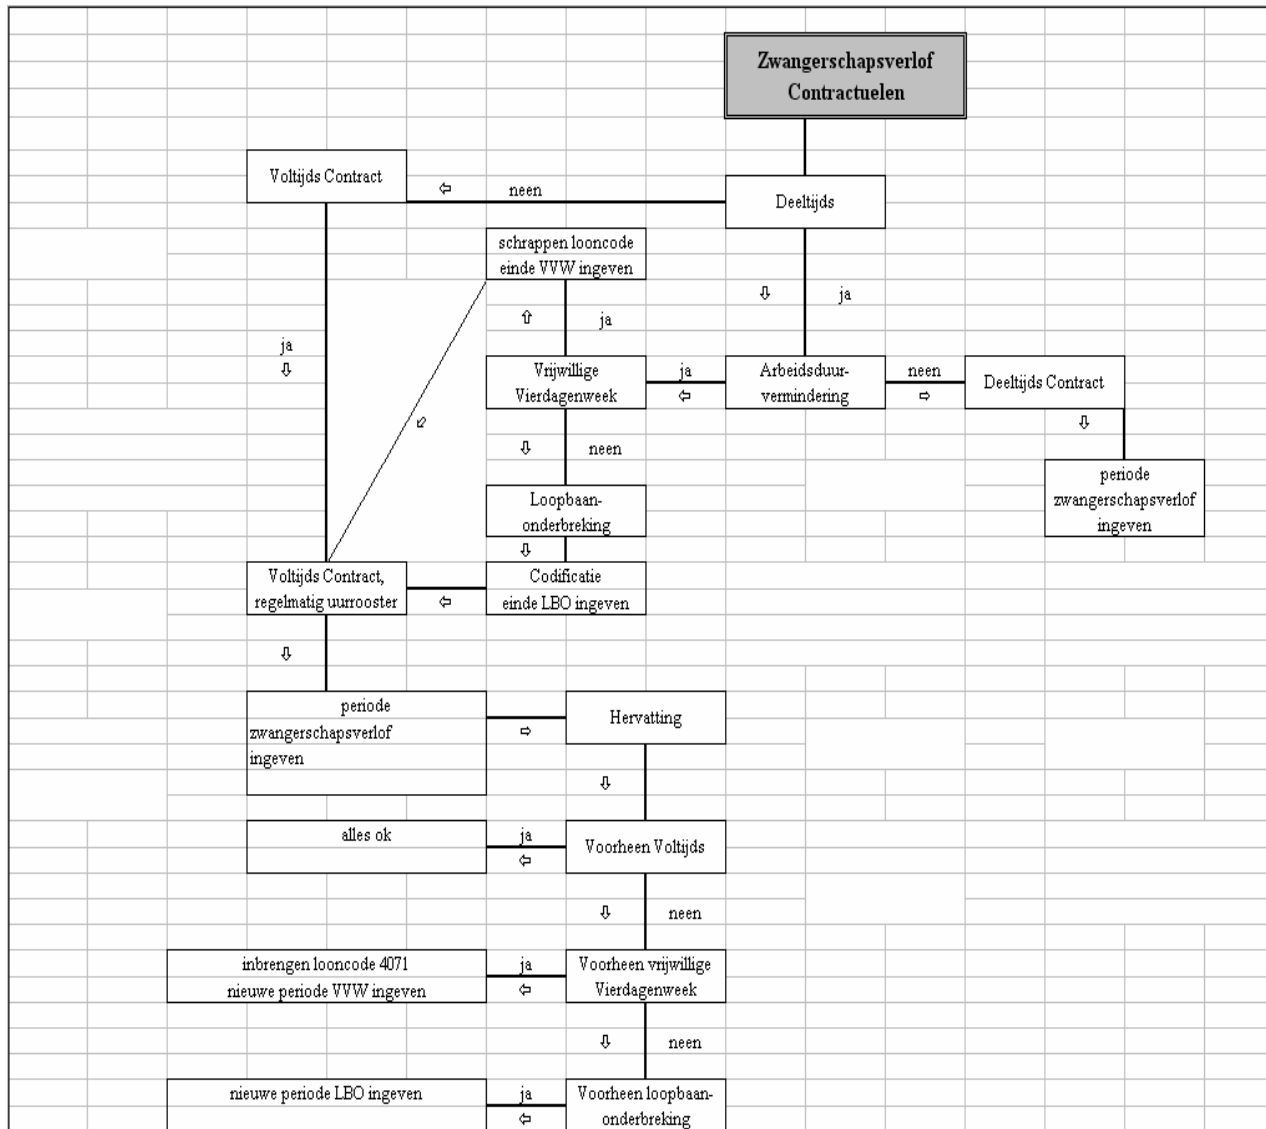 Zwangerschapsverlof
Contractuelen
Voltijds Contract
neen
Deeltijds
schrappen looncode
einde VVW ingeven
ja
ja
ja
Vrijwillige
Vierdagenweek
ja
Arbeidsduur-
vermindering
neen
Deeltijds Contract
neen
periode
zwangerschapsverlof
ingeven
Loopbaan-
onderbreking
Voltijds Contract,
regelmatig uurrooster
Codificatie
einde LBO ingeven
periode
zwangerschapsverlof
ingeven
Hervatting
alles ok
ja
Voorheen Voltijds
neen
inbrengen looncode 4071
nieuwe periode VVW ingeven
ja
Voorheen vrijwillige
Vierdagenweek
neen
nieuwe periode LBO ingeven
ja
Voorheen loopbaan-
onderbreking